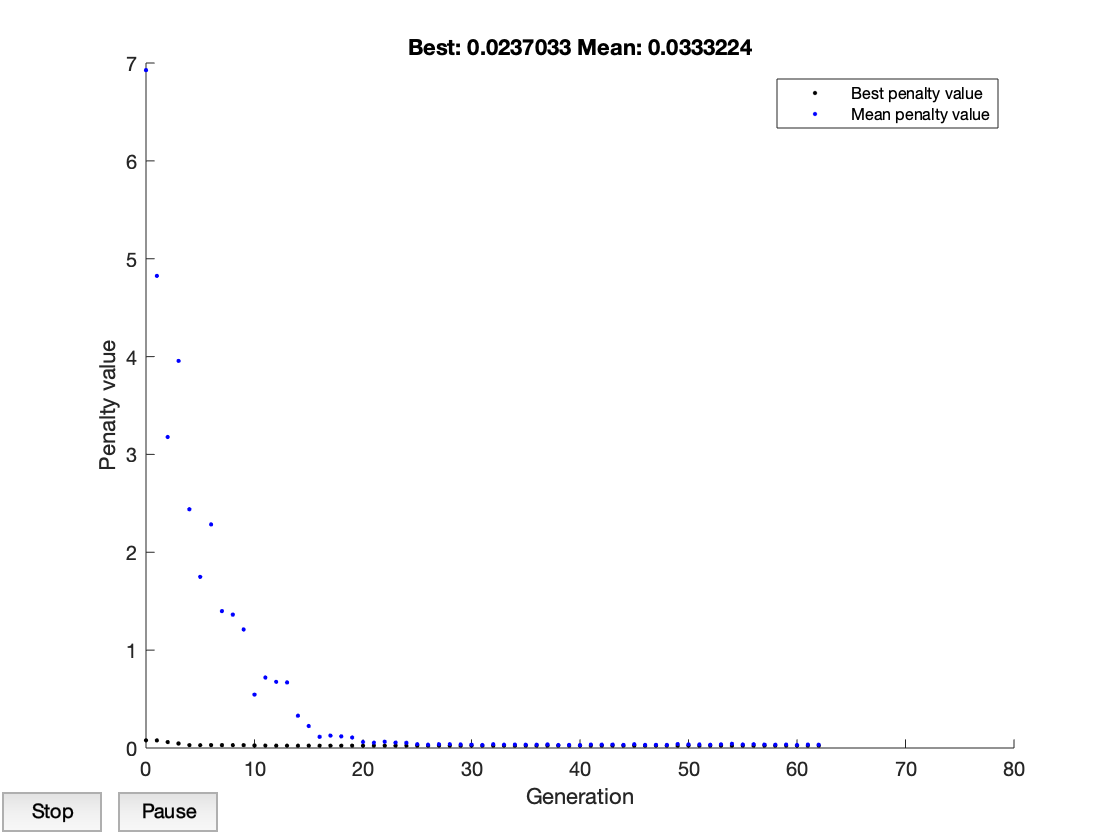 Best: 0.0237033 Mean: 0.0333224
Best penalty value
Mean penalty value
Penalty value
7
6
5
4
3
2
1
0
0 10 20 30 40 50 60 70 80
Generation
Stop Pause